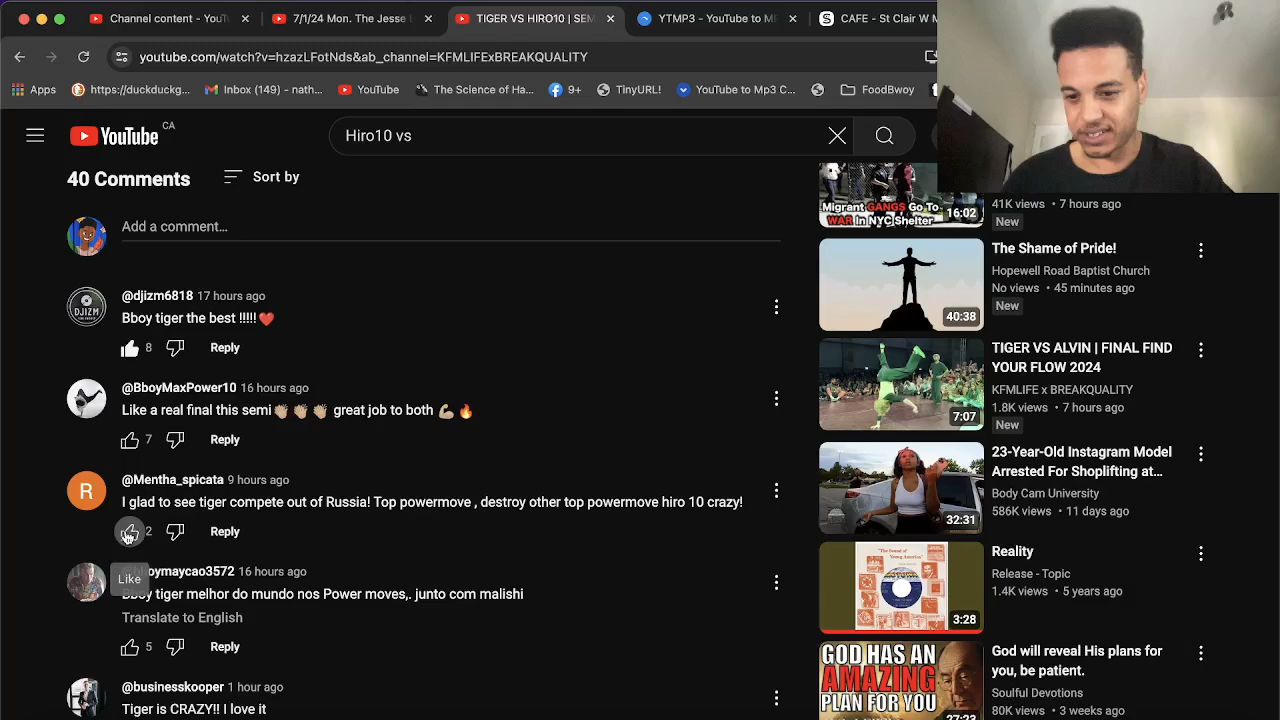 Channel content - YouT
7/1/24 Mon. The Jesse L
TIGER VS HIRO10 | SEM
YTMP3 - YouTube to M
CAFE - St Clair W M
youtube.com/watch?v=hzazLFotNds&ab_channel=KFMLIFExBREAKQUALITY
Apps
https://duckduckg...
Inbox (149) - nath...
YouTube
The Science of Ha...
9+
TinyURL!
YouTube to Mp3 C...
FoodBwoy
YouTube CA
Hiro10 vs
40 Comments
Sort by
Add a comment...
@djizm6818 17 hours ago
Bboy tiger the best !!!!!❤️
8 Reply
@BboyMaxPower10 16 hours ago
Like a real final this semi👏🏼👏🏼👏🏼 great job to both 💪🏼🔥
7 Reply
R
@Mentha_spicata 9 hours ago
I glad to see tiger compete out of Russia! Top powermove , destroy other top powermove hiro 10 crazy!
2 Reply
Like
oymayco3572 16 hours ago
Bboy tiger melhor do mundo nos Power moves,. junto com malishi
Translate to English
5 Reply
@businesskooper 1 hour ago
Tiger is CRAZY!! I love it
Migrant GANGS Go To
WAR In NYC Shelter
16:02
41K views • 7 hours ago
New
40:38
The Shame of Pride!
Hopewell Road Baptist Church
No views • 45 minutes ago
New
7:07
TIGER VS ALVIN | FINAL FIND
YOUR FLOW 2024
KFMLIFE x BREAKQUALITY
1.8K views • 7 hours ago
New
32:31
23-Year-Old Instagram Model
Arrested For Shoplifting at...
Body Cam University
586K views • 11 days ago
3:28
Reality
Release - Topic
1.4K views • 5 years ago
GOD HAS AN
AMAZING
PLAN FOR YOU
27:23
God will reveal His plans for
you, be patient.
Soulful Devotions
80K views • 3 weeks ago